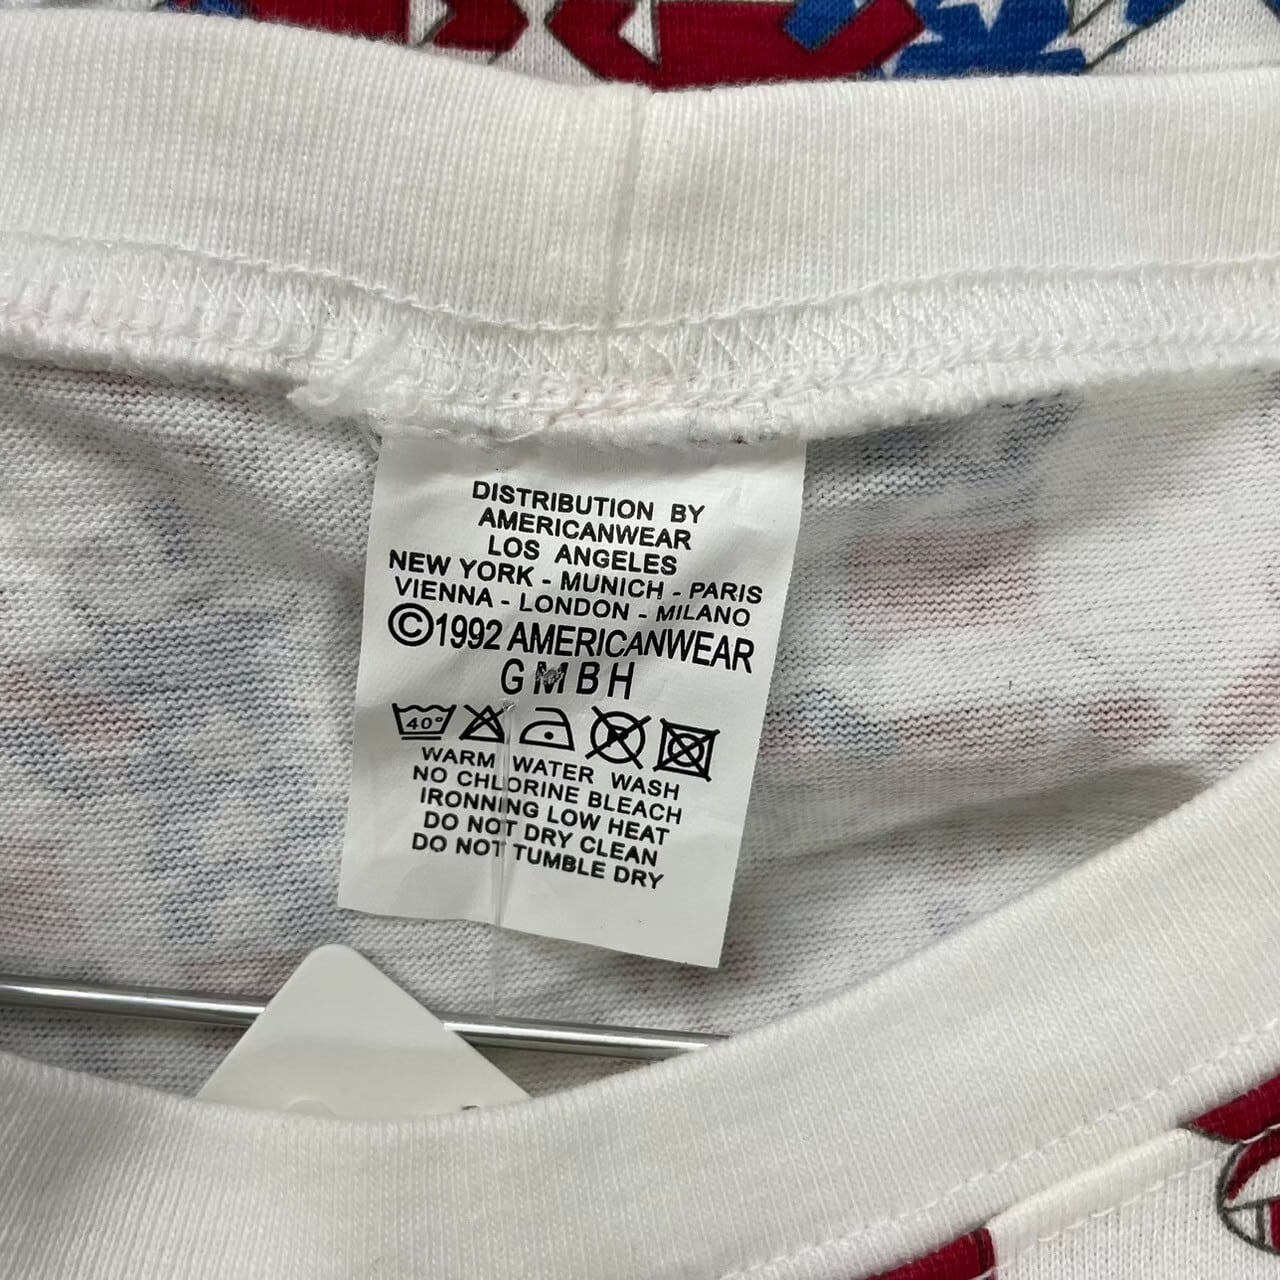 DISTRIBUTION BY
AMERICANWEAR
LOS ANGELES
NEW YORK - MUNICH - PARIS
VIENNA - LONDON - MILANO
©1992 AMERICANWEAR
G M B H
40°
WARM WATER WASH
NO CHLORINE BLEACH
IRONNING LOW HEAT
DO NOT DRY CLEAN
DO NOT TUMBLE DRY